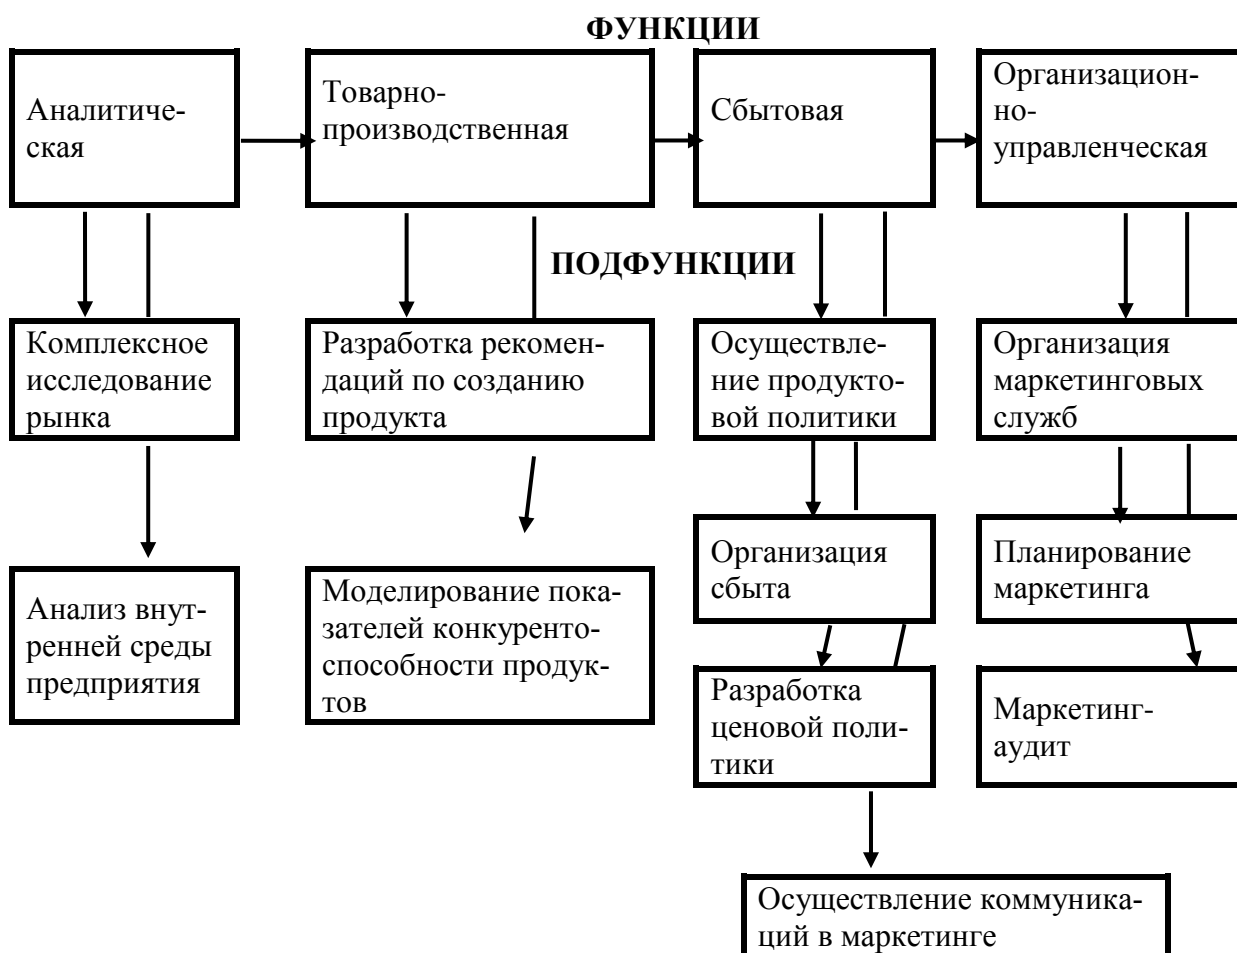 ФУНКЦИИ
Аналитиче-
ская
Товарно-
производственная
Сбытовая
Организацион-
но-
управленческая
ПОДФУНКЦИИ
Комплексное
исследование
рынка
Разработка рекомен-
даций по созданию
продукта
Осуществле-
ние продукто-
вой политики
Организация
маркетинговых
служб
Организация
сбыта
Планирование
маркетинга
Анализ внут-
ренней среды
предприятия
Моделирование пока-
зателей конкуренто-
способности продук-
тов
Разработка
ценовой поли-
тики
Маркетинг-
аудит
Осуществление коммуника-
ций в маркетинге